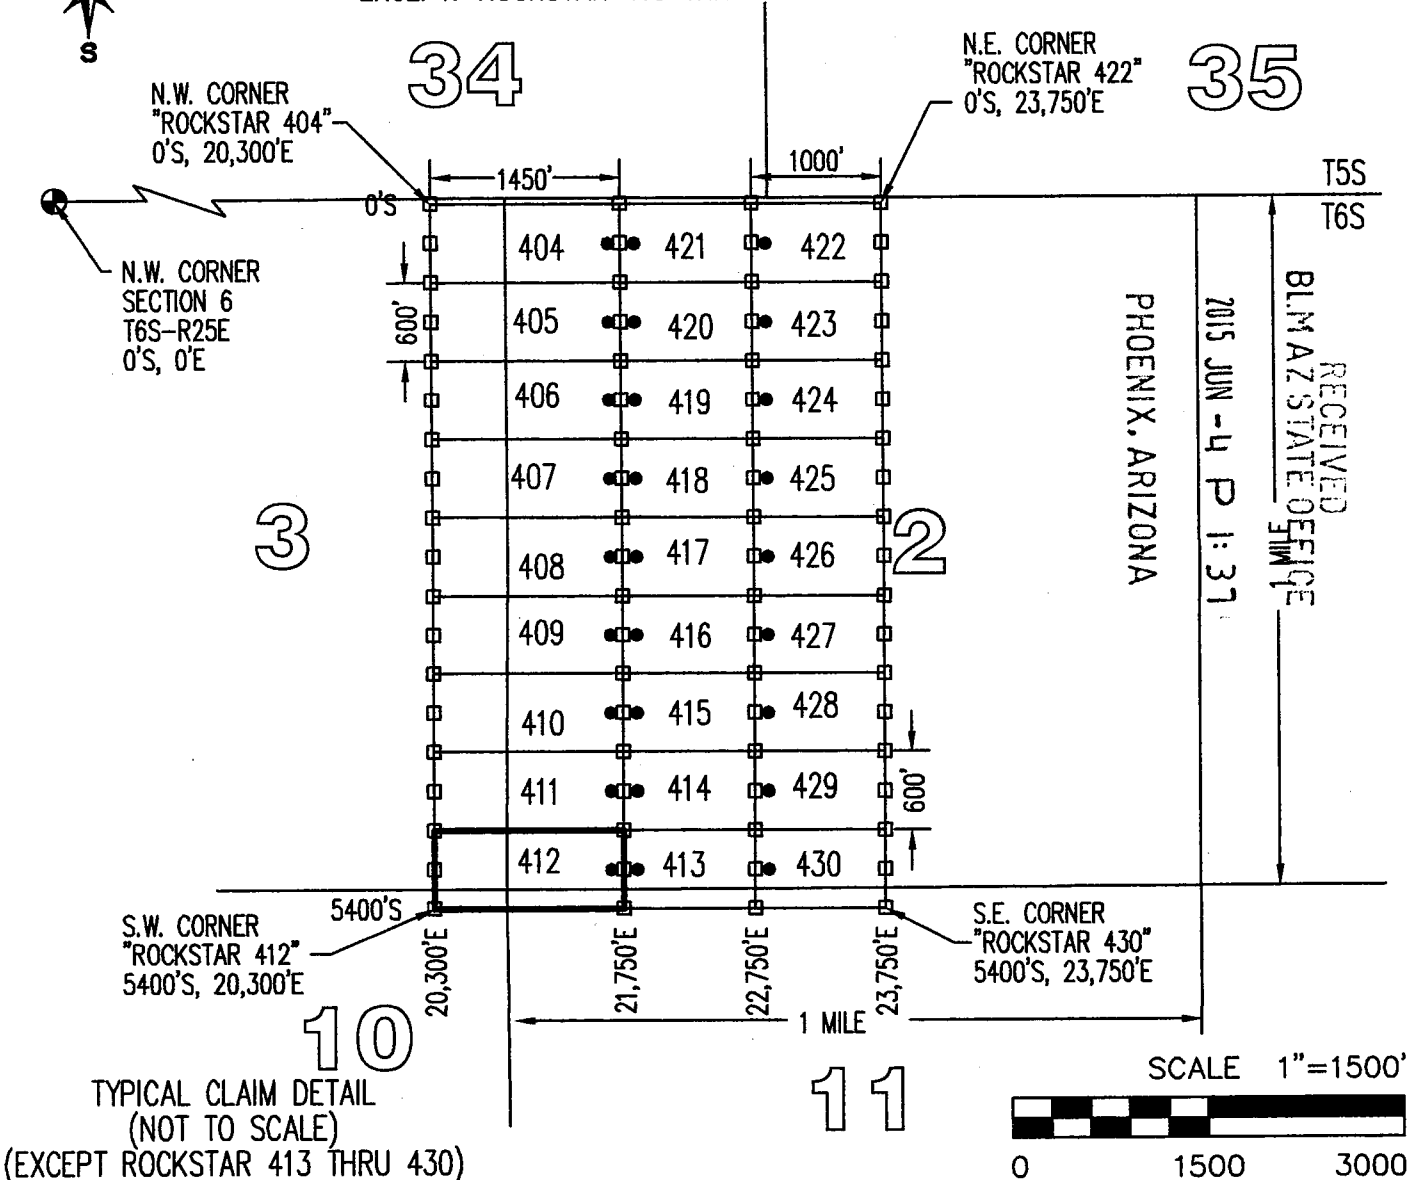 S
34
35
N.W. CORNER
"ROCKSTAR 404"
0'S, 20,300'E
N.E. CORNER
"ROCKSTAR 422"
0'S, 23,750'E
1450'
1000'
T5S
T6S
0'S
N.W. CORNER
SECTION 6
T6S-R25E
0'S, 0'E
600'
404 421 422
405 420 423
406 419 424
407 418 425
408 417 426
409 416 427
410 415 428
411 414 429
412 413 430
3
2
600'
RECEIVED
BLM AZ STATE OFFICE
1 MILE
2015 JUN -4 P 1:37
PHOENIX, ARIZONA
5400'S
S.W. CORNER
"ROCKSTAR 412"
5400'S, 20,300'E
20,300'E
21,750'E
22,750'E
23,750'E
S.E. CORNER
"ROCKSTAR 430"
5400'S, 23,750'E
1 MILE
10
11
TYPICAL CLAIM DETAIL
(NOT TO SCALE)
(EXCEPT ROCKSTAR 413 THRU 430)
SCALE 1"=1500'
0 1500 3000